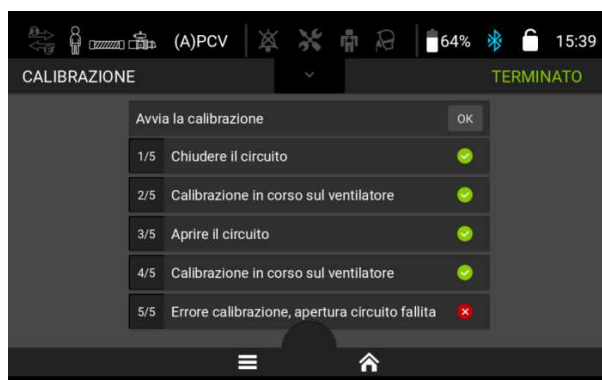 (A)PCV 64% 15:39
CALIBRAZIONE TERMINATO
Avvia la calibrazione OK
1/5 Chiudere il circuito
2/5 Calibrazione in corso sul ventilatore
3/5 Aprire il circuito
4/5 Calibrazione in corso sul ventilatore
5/5 Errore calibrazione, apertura circuito fallita